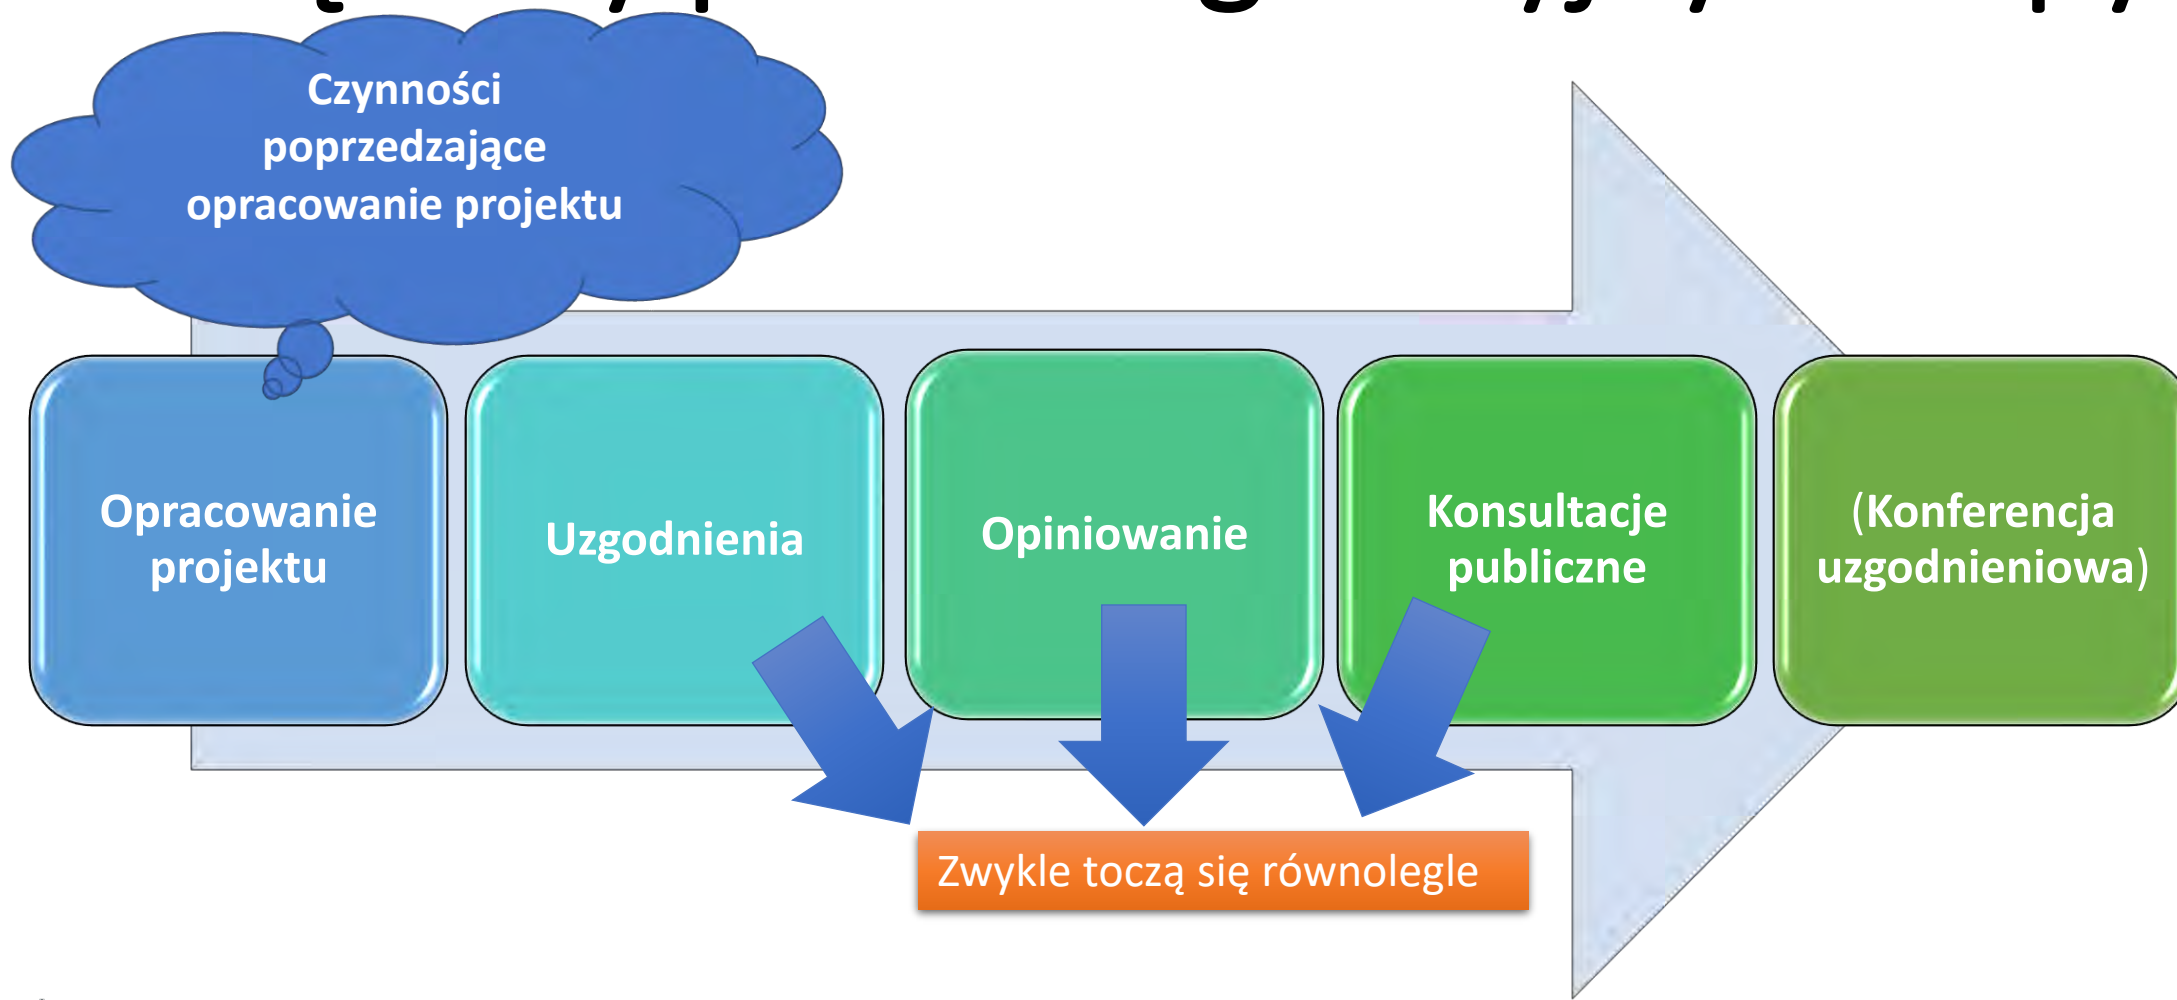 Czynności
poprzedzające
opracowanie projektu
Opracowanie
projektu
Uzgodnienia
Opiniowanie
Konsultacje
publiczne
(Konferencja
uzgodnieniowa)
Zwykle toczą się równolegle